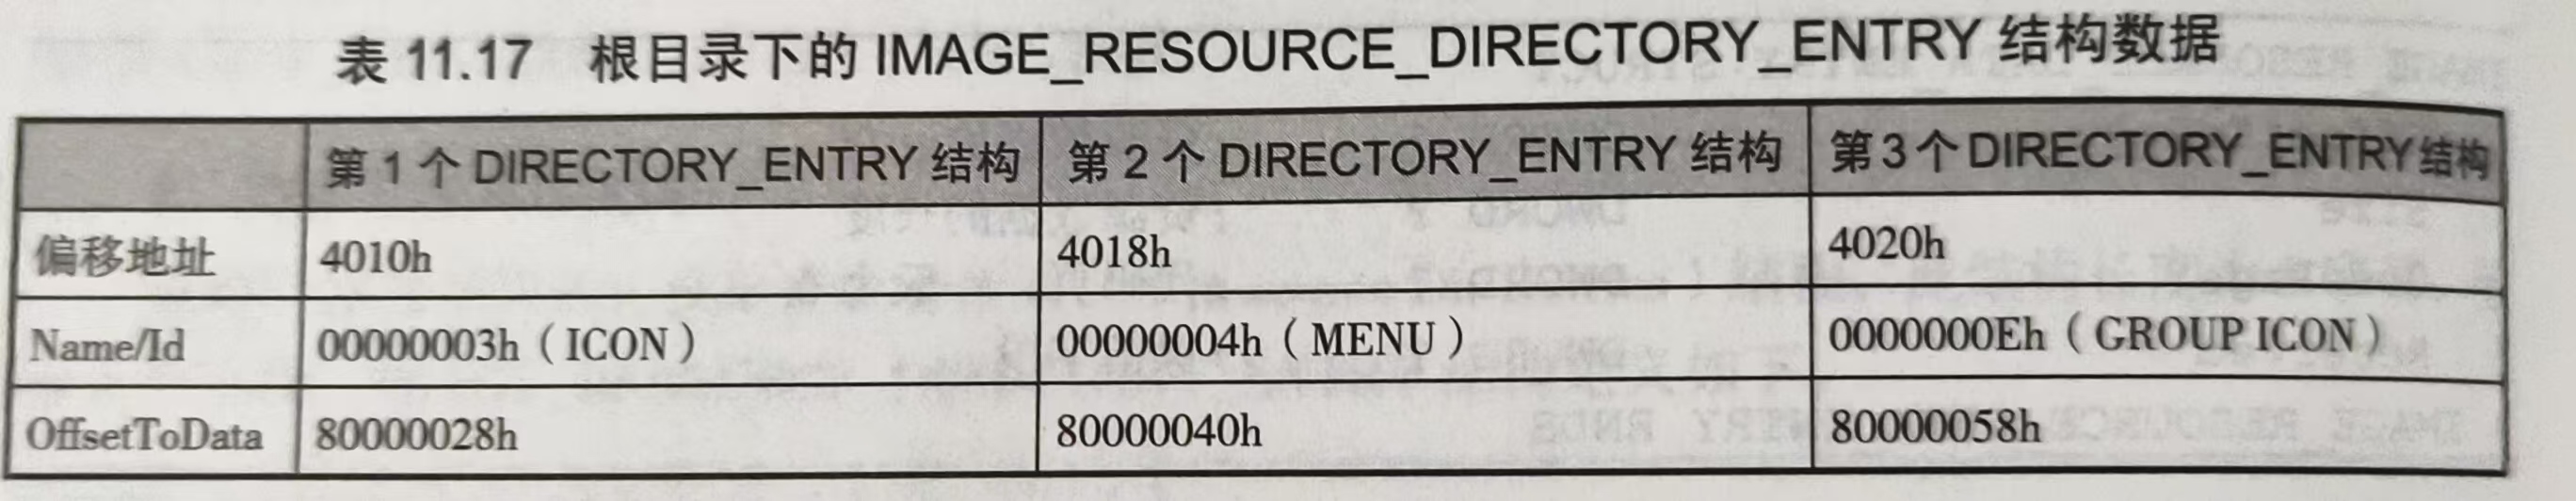 表 11.17 根目录下的 IMAGE_RESOURCE_DIRECTORY_ENTRY 结构数据
第 1 个 DIRECTORY_ENTRY 结构 第 2 个 DIRECTORY_ENTRY 结构 第 3 个 DIRECTORY_ENTRY 结构
偏移地址 4010h 4018h 4020h
Name/Id 00000003h（ICON） 00000004h（MENU） 0000000Eh（GROUP ICON）
OffsetToData 80000028h 80000040h 80000058h